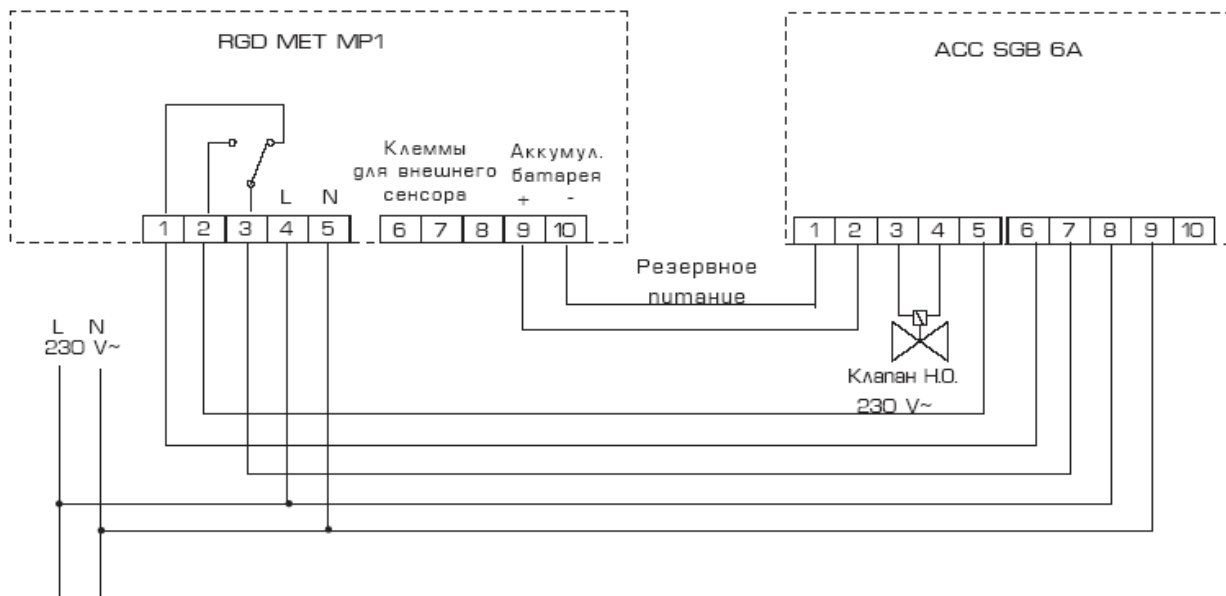 RGD MET MP1
ACC SGB 6A
Клеммы
для внешнего
сенсора
Аккумул.
батарея
+ -
L N
1 2 3 4 5 6 7 8 9 10
1 2 3 4 5 6 7 8 9 10
Резервное
питание
L N
230 V~
Клапан Н.О.
230 V~